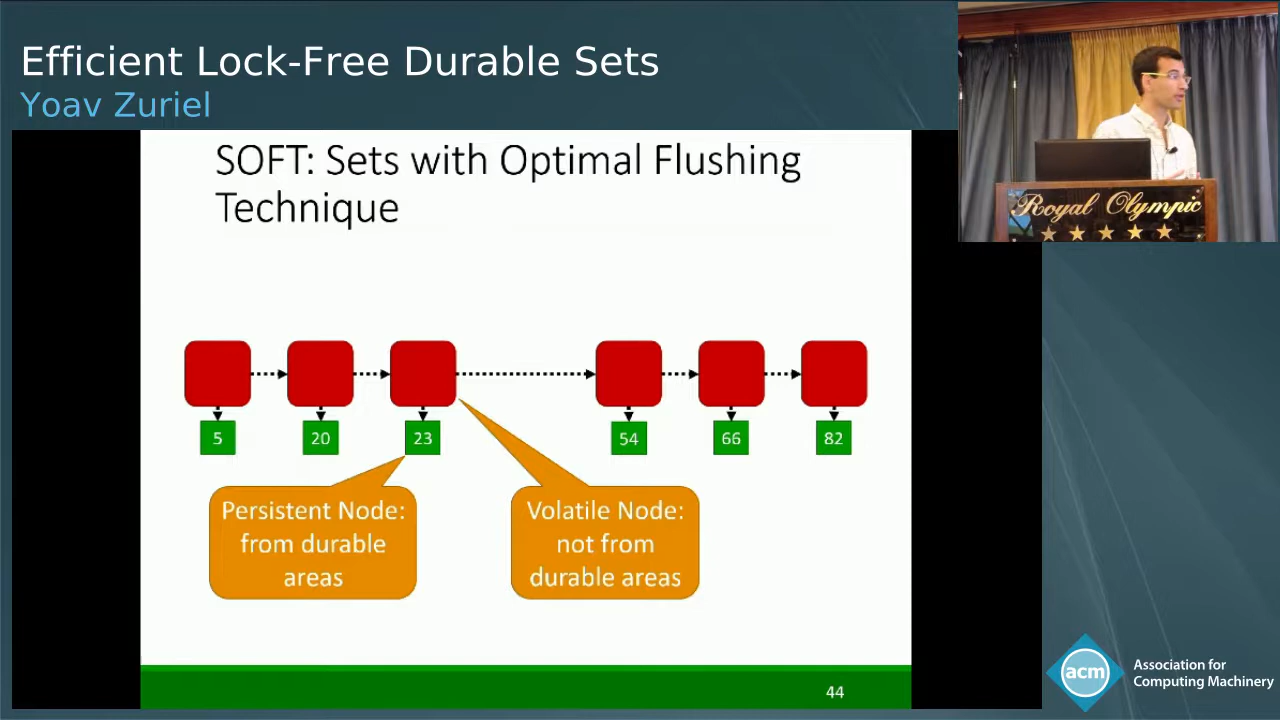 Efficient Lock-Free Durable Sets
Yoav Zuriel
SOFT: Sets with Optimal Flushing
Technique
5 20 23 54 66 82
Persistent Node:
from durable
areas
Volatile Node:
not from
durable areas
44
Royal Olympic
acm
Association for
Computing Machinery